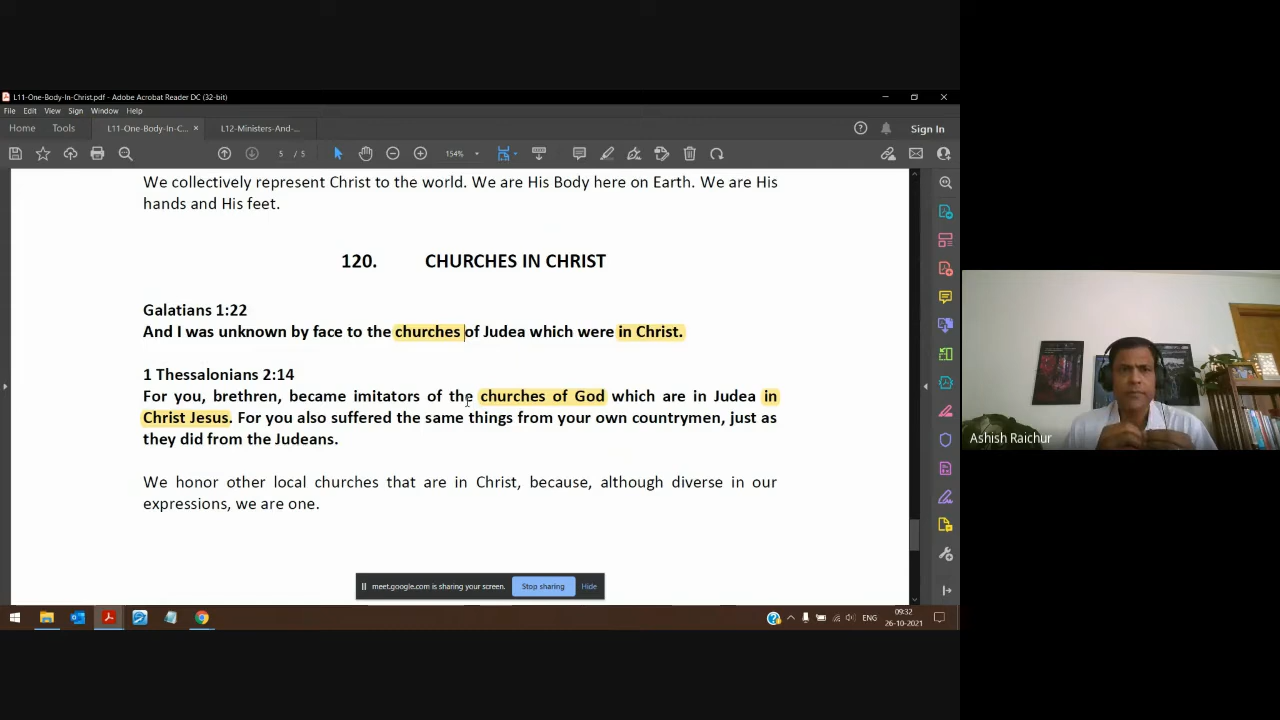 L11-One-Body-In-Christ.pdf - Adobe Acrobat Reader DC (32-bit)
File Edit View Sign Window Help
Home Tools L11-One-Body-In-C... × L12-Ministers-And-... Sign In
5 / 5 154%
We collectively represent Christ to the world. We are His Body here on Earth. We are His
hands and His feet.
120. CHURCHES IN CHRIST
Galatians 1:22
And I was unknown by face to the churches of Judea which were in Christ.
1 Thessalonians 2:14
For you, brethren, became imitators of the churches of God which are in Judea in
Christ Jesus. For you also suffered the same things from your own countrymen, just as
they did from the Judeans.
We honor other local churches that are in Christ, because, although diverse in our
expressions, we are one.
Ashish Raichur
meet.google.com is sharing your screen. Stop sharing Hide
ENG
09:32
26-10-2021